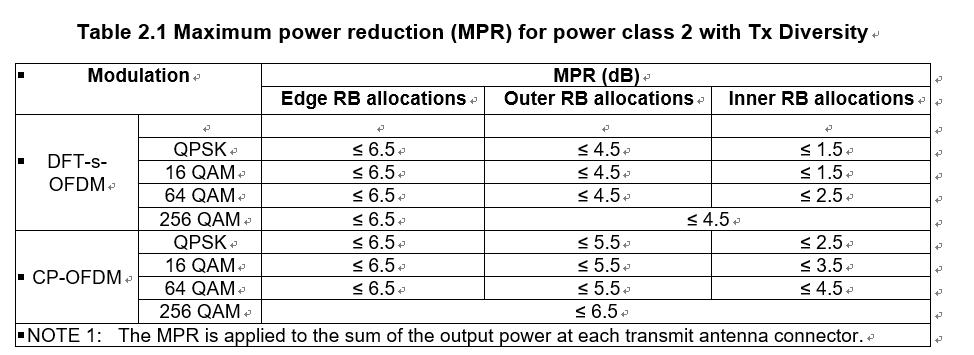 Table 2.1 Maximum power reduction (MPR) for power class 2 with Tx Diversity
Modulation MPR (dB)
Edge RB allocations Outer RB allocations Inner RB allocations
DFT-s-OFDM
QPSK ≤ 6.5 ≤ 4.5 ≤ 1.5
16 QAM ≤ 6.5 ≤ 4.5 ≤ 1.5
64 QAM ≤ 6.5 ≤ 4.5 ≤ 2.5
256 QAM ≤ 6.5 ≤ 4.5
CP-OFDM
QPSK ≤ 6.5 ≤ 5.5 ≤ 2.5
16 QAM ≤ 6.5 ≤ 5.5 ≤ 3.5
64 QAM ≤ 6.5 ≤ 5.5 ≤ 4.5
256 QAM ≤ 6.5
NOTE 1: The MPR is applied to the sum of the output power at each transmit antenna connector.